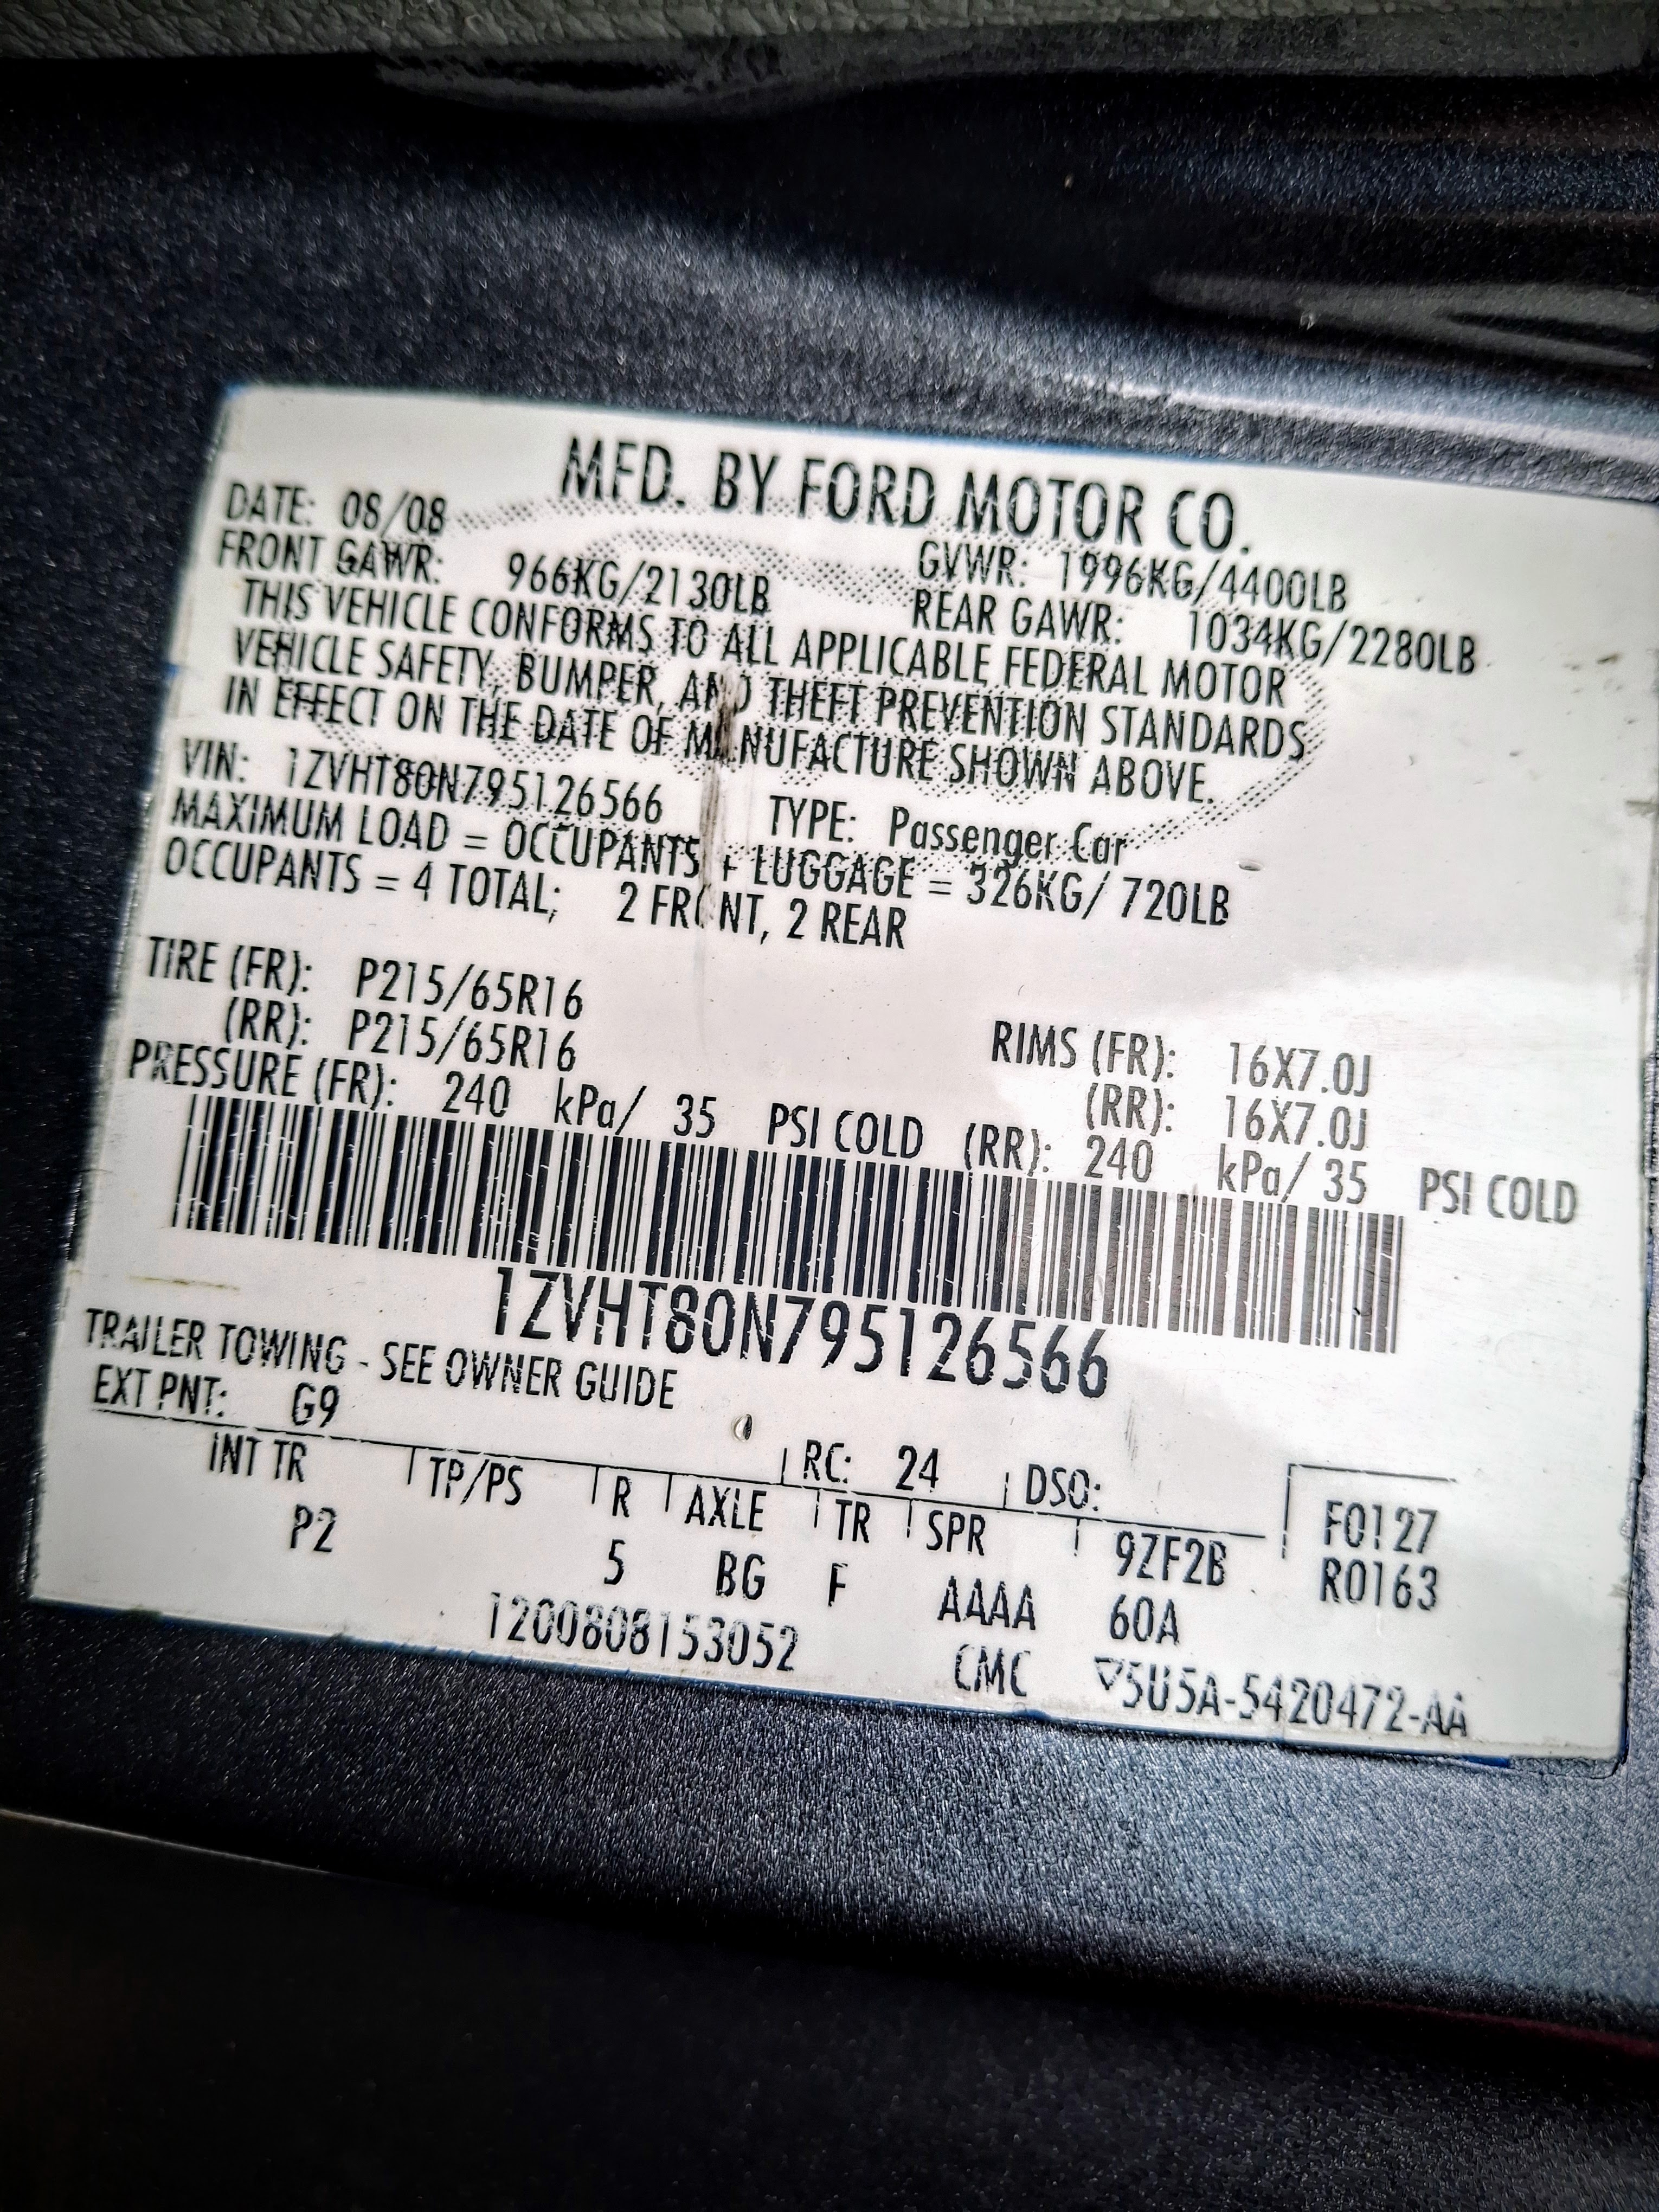 MFD. BY FORD MOTOR CO.
DATE: 08/08 GVWR: 1996KG/4400LB
FRONT GAWR: 966KG/2130LB REAR GAWR: 1034KG/2280LB
THIS VEHICLE CONFORMS TO ALL APPLICABLE FEDERAL MOTOR
VEHICLE SAFETY, BUMPER, AND THEFT PREVENTION STANDARDS
IN EFFECT ON THE DATE OF MANUFACTURE SHOWN ABOVE.
VIN: 1ZVHT80N795126566 TYPE: Passenger Car
MAXIMUM LOAD = OCCUPANTS + LUGGAGE = 326KG/ 720LB
OCCUPANTS = 4 TOTAL; 2 FRONT, 2 REAR
TIRE (FR): P215/65R16 RIMS (FR): 16X7.0J
(RR): P215/65R16 (RR): 16X7.0J
PRESSURE (FR): 240 kPa/ 35 PSI COLD (RR): 240 kPa/ 35 PSI COLD
1ZVHT80N795126566
TRAILER TOWING - SEE OWNER GUIDE
EXT PNT: G9 RC: 24 DSO: F0127
INT TR TP/PS R AXLE TR SPR 9ZF2B R0163
P2 5 BG F AAAA 60A
1200808153052 CMC ▽5U5A-5420472-AA